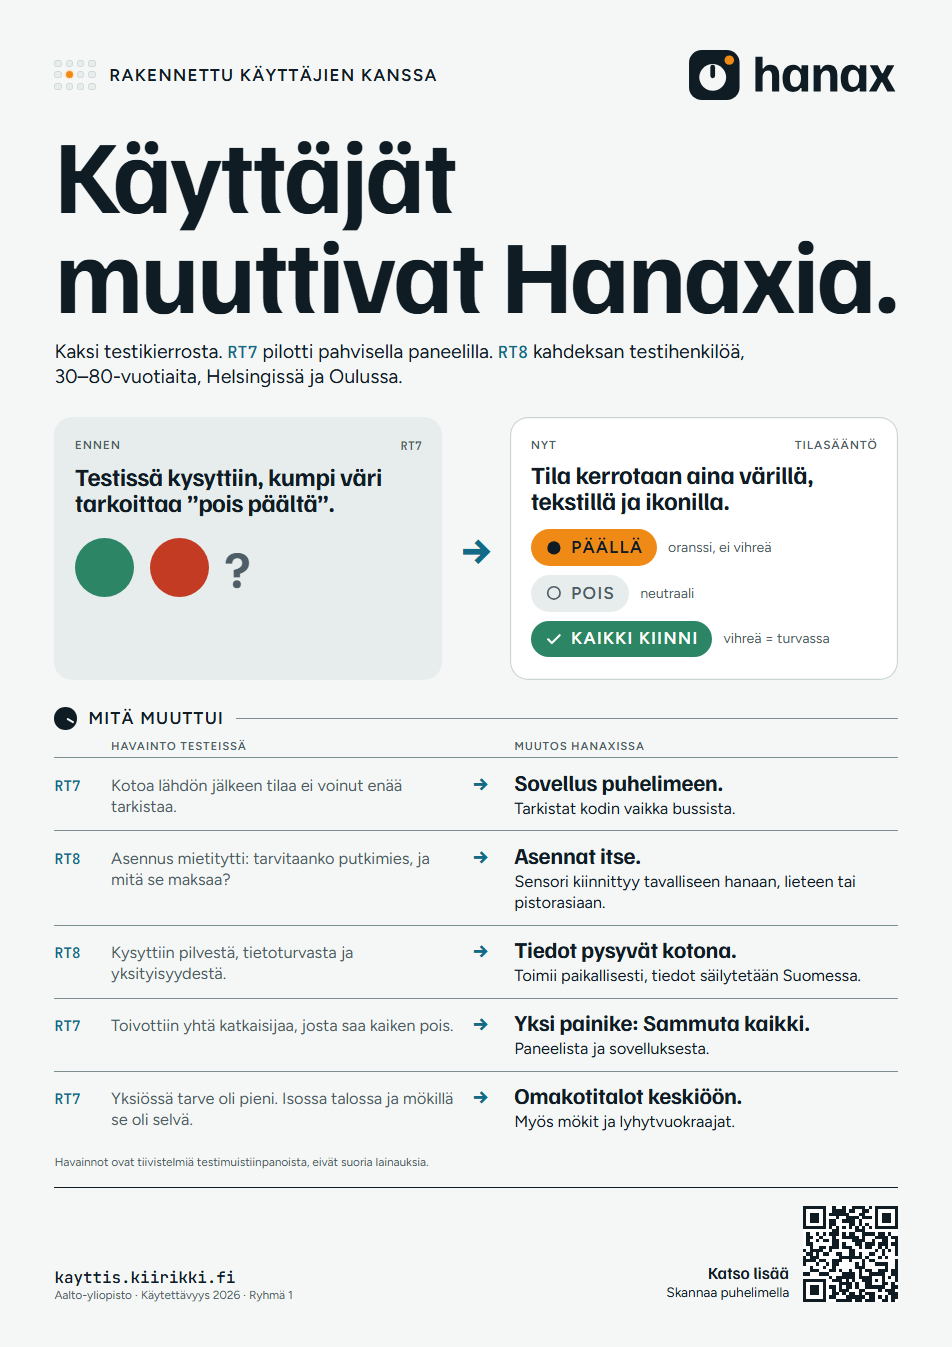 RAKENNETTU KÄYTTÄJIEN KANSSA
hanax
Käyttäjät
muuttivat Hanaxia.
Kaksi testikierrosta. RT7 pilotti pahvisella paneelilla. RT8 kahdeksan testihenkilöä,
30–80-vuotiaita, Helsingissä ja Oulussa.
ENNEN RT7
Testissä kysyttiin, kumpi väri
tarkoittaa ”pois päältä”.
?
NYT TILASÄÄNTÖ
Tila kerrotaan aina värillä,
tekstillä ja ikonilla.
PÄÄLLÄ oranssi, ei vihreä
POIS neutraali
KAIKKI KIINNI vihreä = turvassa
MITÄ MUUTTUI
HAVAINTO TESTEISSÄ MUUTOS HANAXISSA
RT7 Kotoa lähdön jälkeen tilaa ei voinut enää
tarkistaa.
Sovellus puhelimeen.
Tarkistat kodin vaikka bussista.
RT8 Asennus mietitytti: tarvitaanko putkimies, ja
mitä se maksaa?
Asennat itse.
Sensori kiinnittyy tavalliseen hanaan, lieteen tai
pistorasiaan.
RT8 Kysyttiin pilvestä, tietoturvasta ja
yksityisyydestä.
Tiedot pysyvät kotona.
Toimii paikallisesti, tiedot säilytetään Suomessa.
RT7 Toivottiin yhtä katkaisijaa, josta saa kaiken pois.
Yksi painike: Sammuta kaikki.
Paneelista ja sovelluksesta.
RT7 Yksiössä tarve oli pieni. Isossa talossa ja mökillä
se oli selvä.
Omakotitalot keskiöön.
Myös mökit ja lyhytvuokraajat.
Havainnot ovat tiivistelmiä testimuistiinpanoista, eivät suoria lainauksia.
kayttis.kiirikki.fi
Aalto-yliopisto · Käytettävyys 2026 · Ryhmä 1
Katso lisää
Skannaa puhelimella